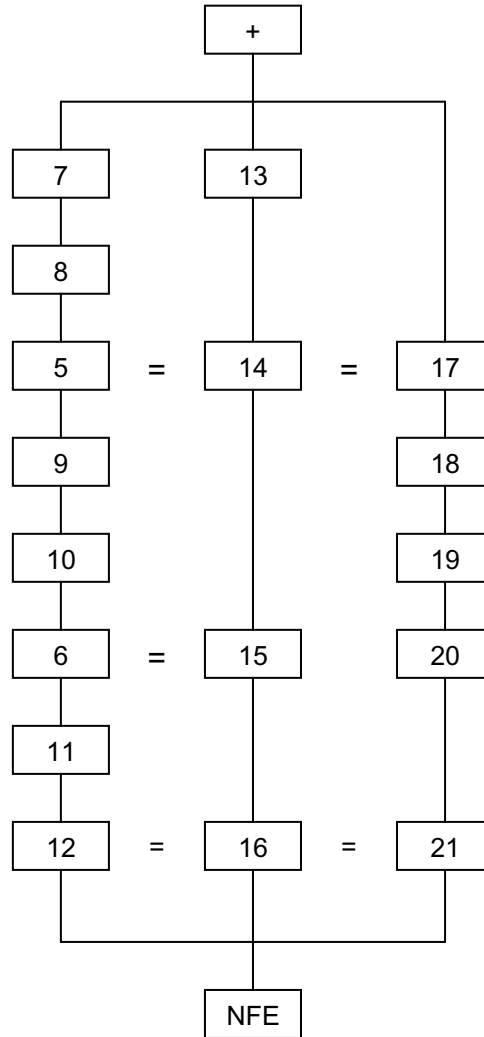 +
7 13
8
5 = 14 = 17
9 18
10 19
6 = 15 20
11
12 = 16 = 21
NFE